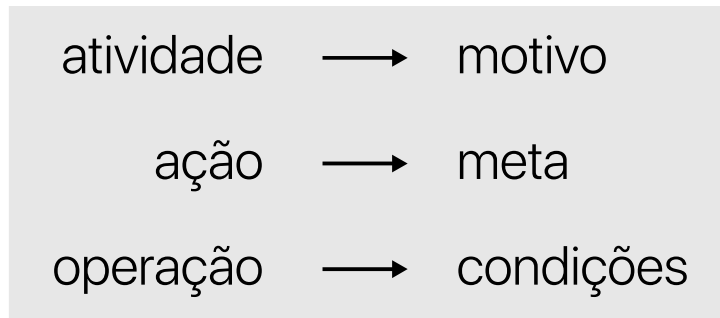 atividade → motivo
ação → meta
operação → condições